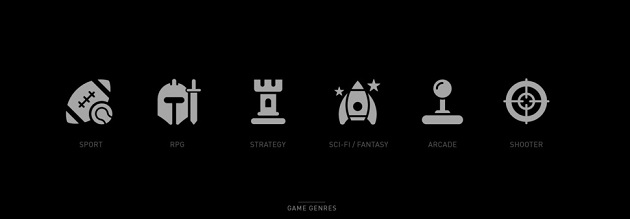 SPORT
RPG
STRATEGY
SCI-FI / FANTASY
ARCADE
SHOOTER
GAME GENRES